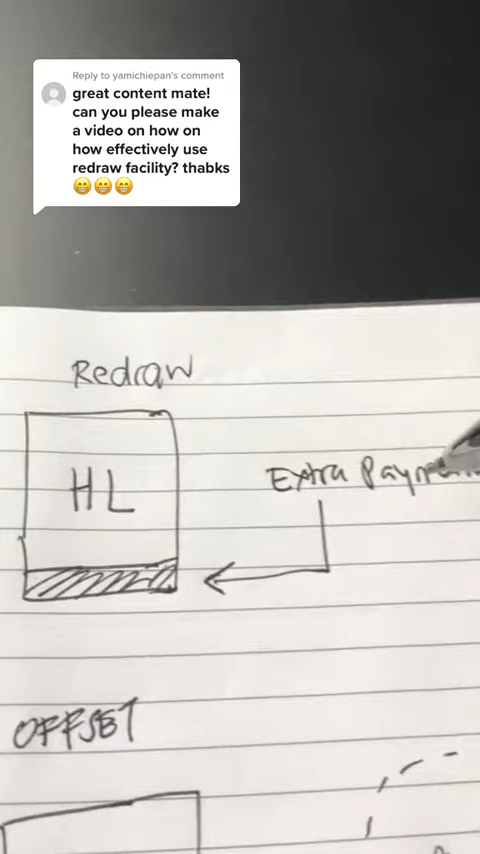 Reply to yamichiepan's comment
great content mate!
can you please make
a video on how on
how effectively use
redraw facility? thabks
😁😁😁
Redraw
HL
Extra
OFFSET